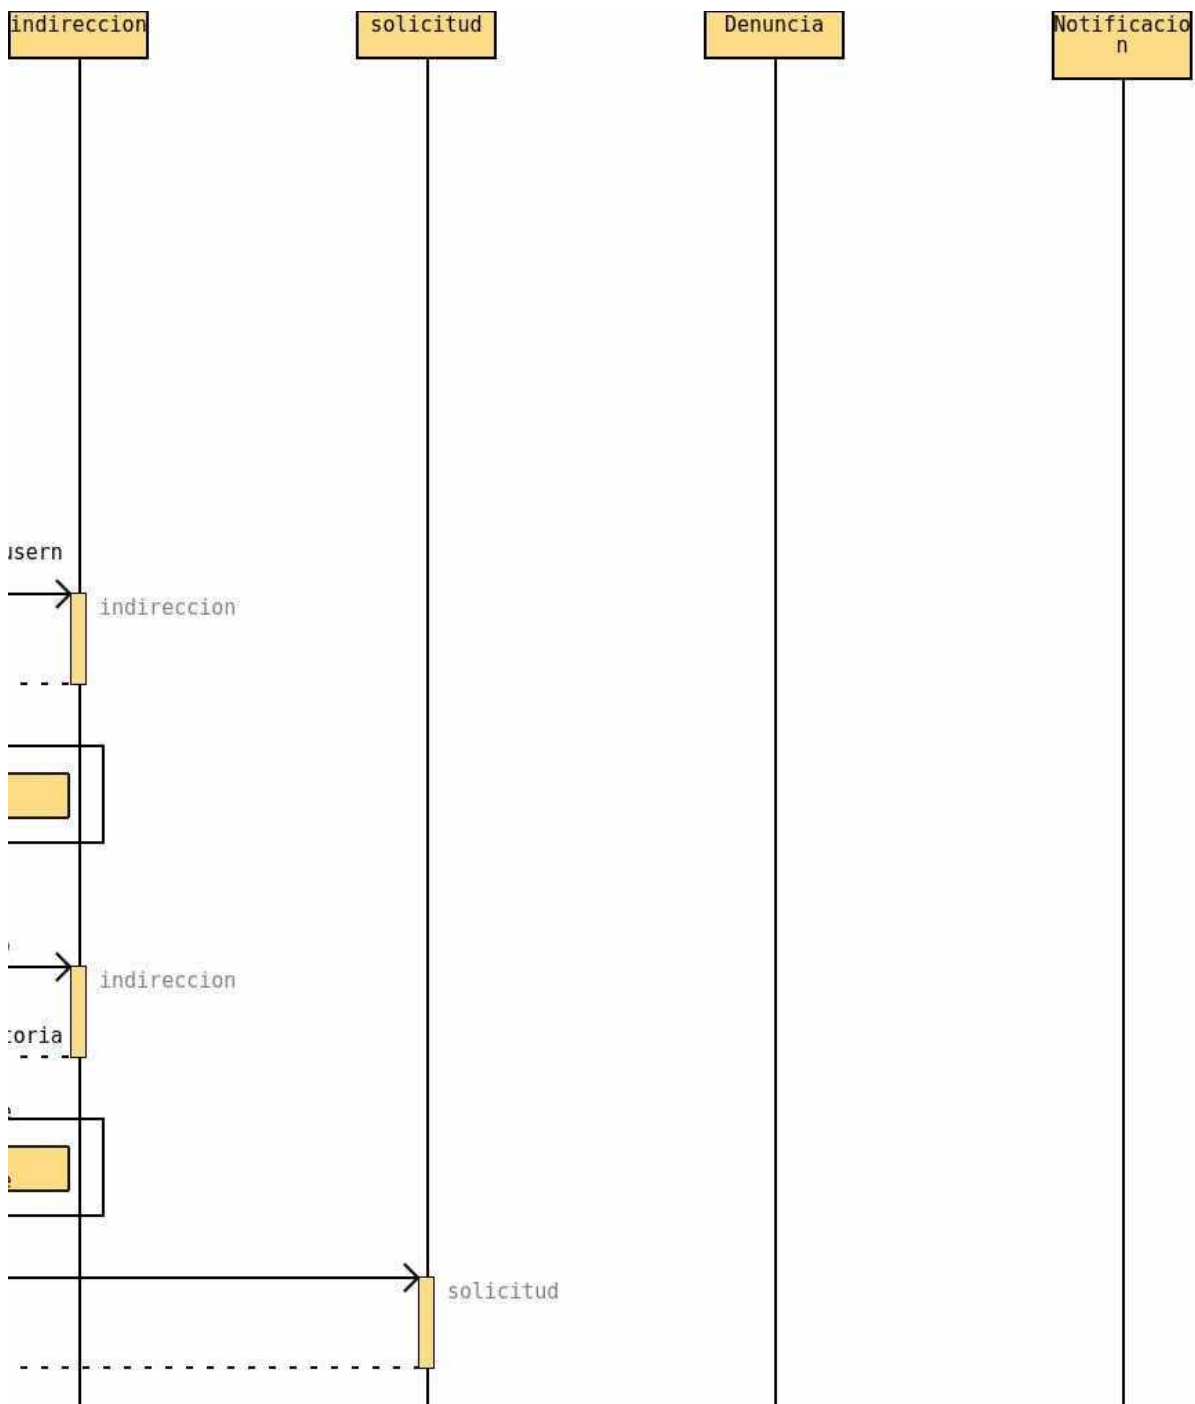 indireccion
solicitud
Denuncia
Notificacio
n
usern
indireccion
indireccion
toria
solicitud